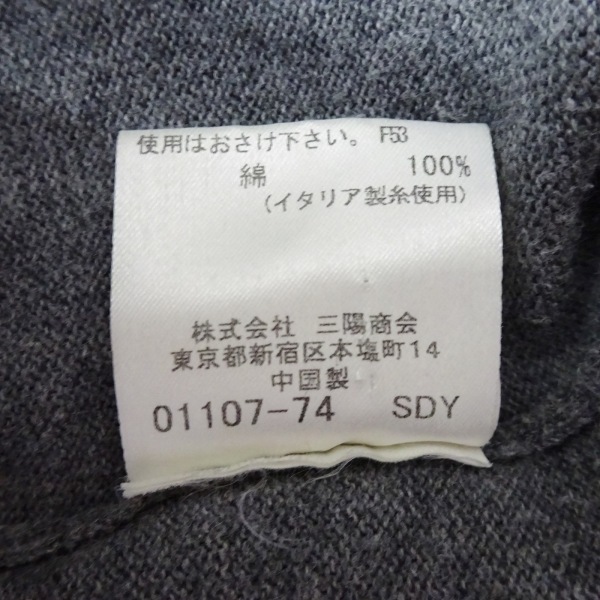 使用はおさけ下さい。 F53
綿 100%
(イタリア製糸使用)
株式会社 三陽商会
東京都新宿区本塩町14
中国製
01107-74 SDY